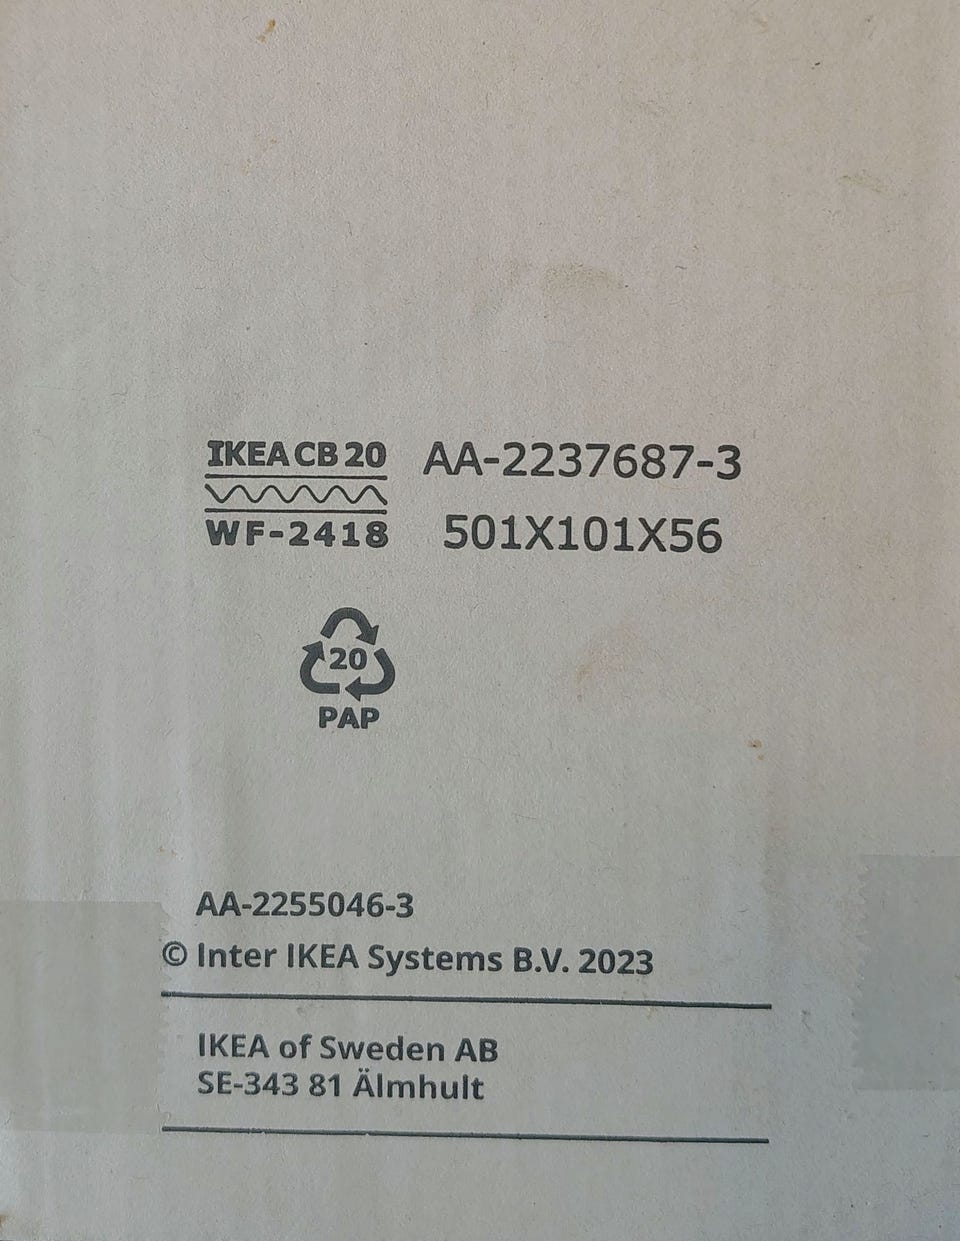 IKEA CB 20
WF-2418
AA-2237687-3
501X101X56
20
PAP
AA-2255046-3
© Inter IKEA Systems B.V. 2023
IKEA of Sweden AB
SE-343 81 Älmhult